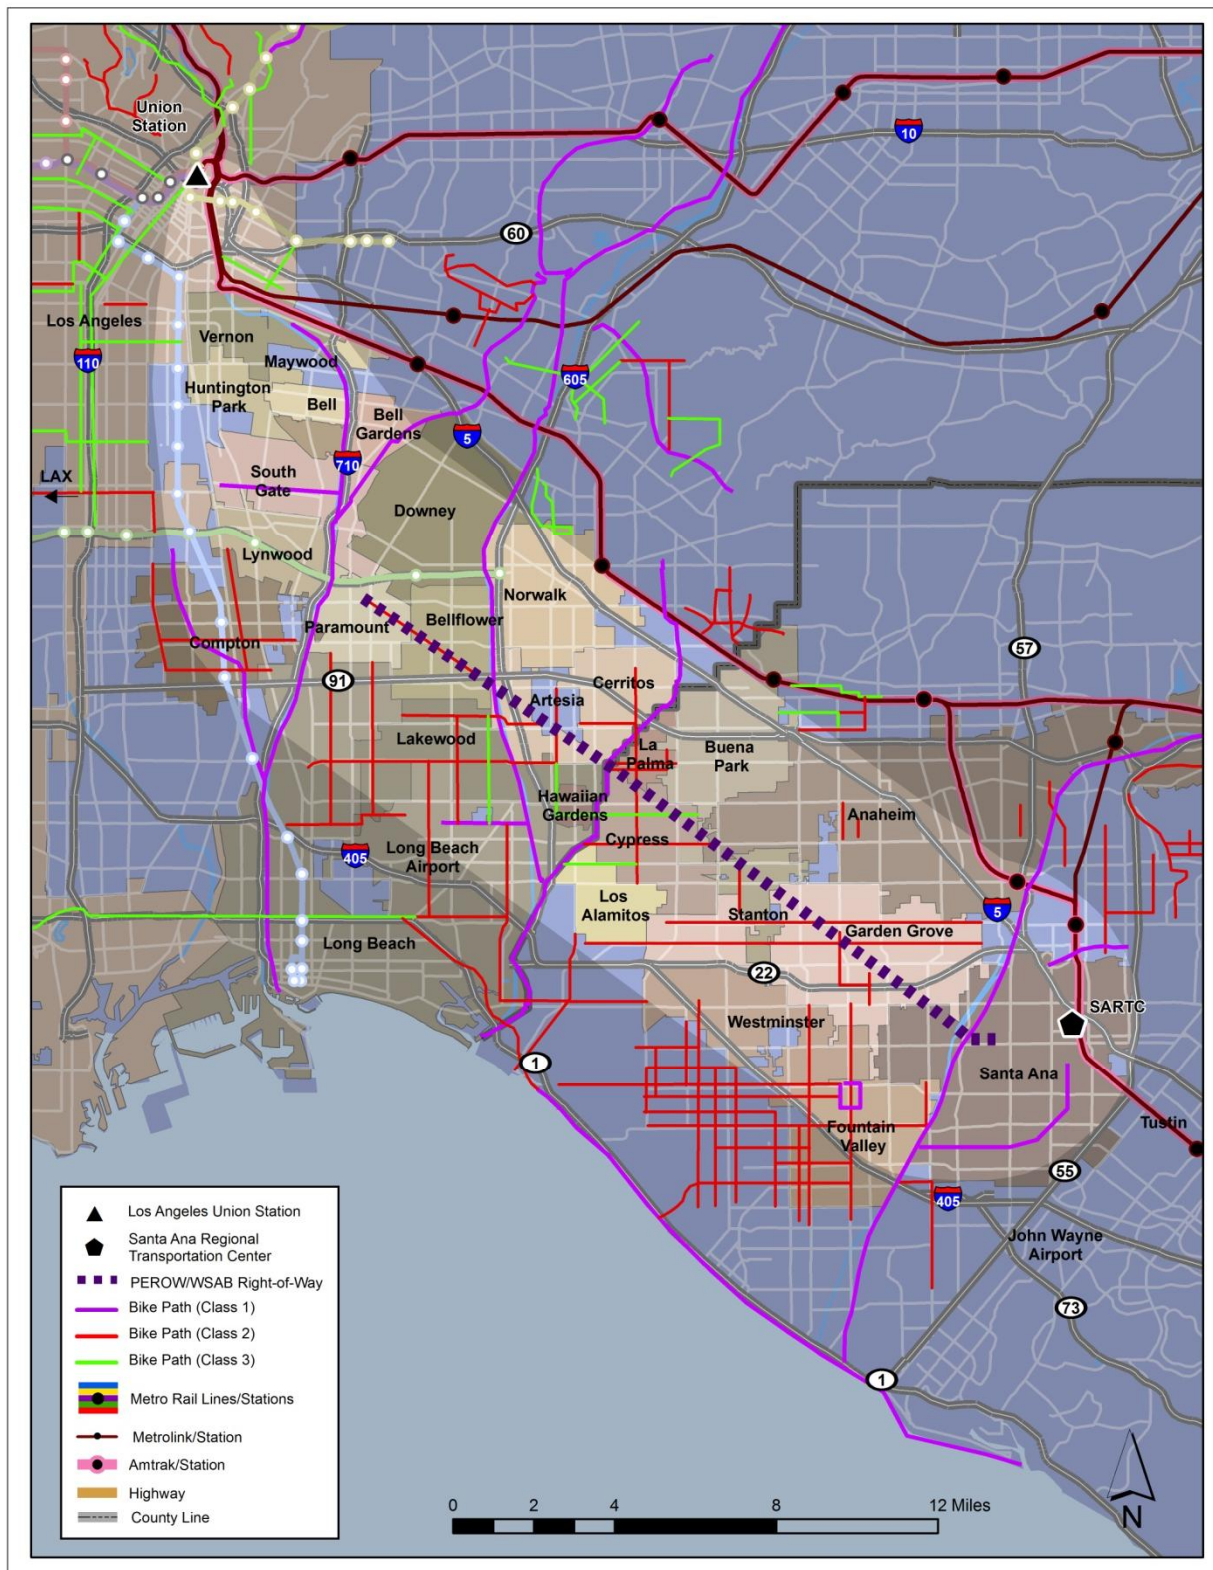 Union
Station
10
60
Los Angeles
Vernon
Maywood
110
Huntington
Park
Bell
Bell
Gardens
605
5
710
LAX
South
Gate
Downey
Lynwood
Norwalk
Compton
Paramount
Bellflower
57
91
Cerritos
Artesia
Lakewood
La
Palma
Buena
Park
Hawaiian
Gardens
Anaheim
Cypress
Long Beach
Airport
405
Los
Alamitos
Stanton
5
Garden Grove
Long Beach
22
SARTC
Westminster
1
Santa Ana
Fountain
Valley
Tustin
55
405
John Wayne
Airport
73
1
Los Angeles Union Station
Santa Ana Regional
Transportation Center
PEROW/WSAB Right-of-Way
Bike Path (Class 1)
Bike Path (Class 2)
Bike Path (Class 3)
Metro Rail Lines/Stations
Metrolink/Station
Amtrak/Station
Highway
County Line
0 2 4 8 12 Miles
N